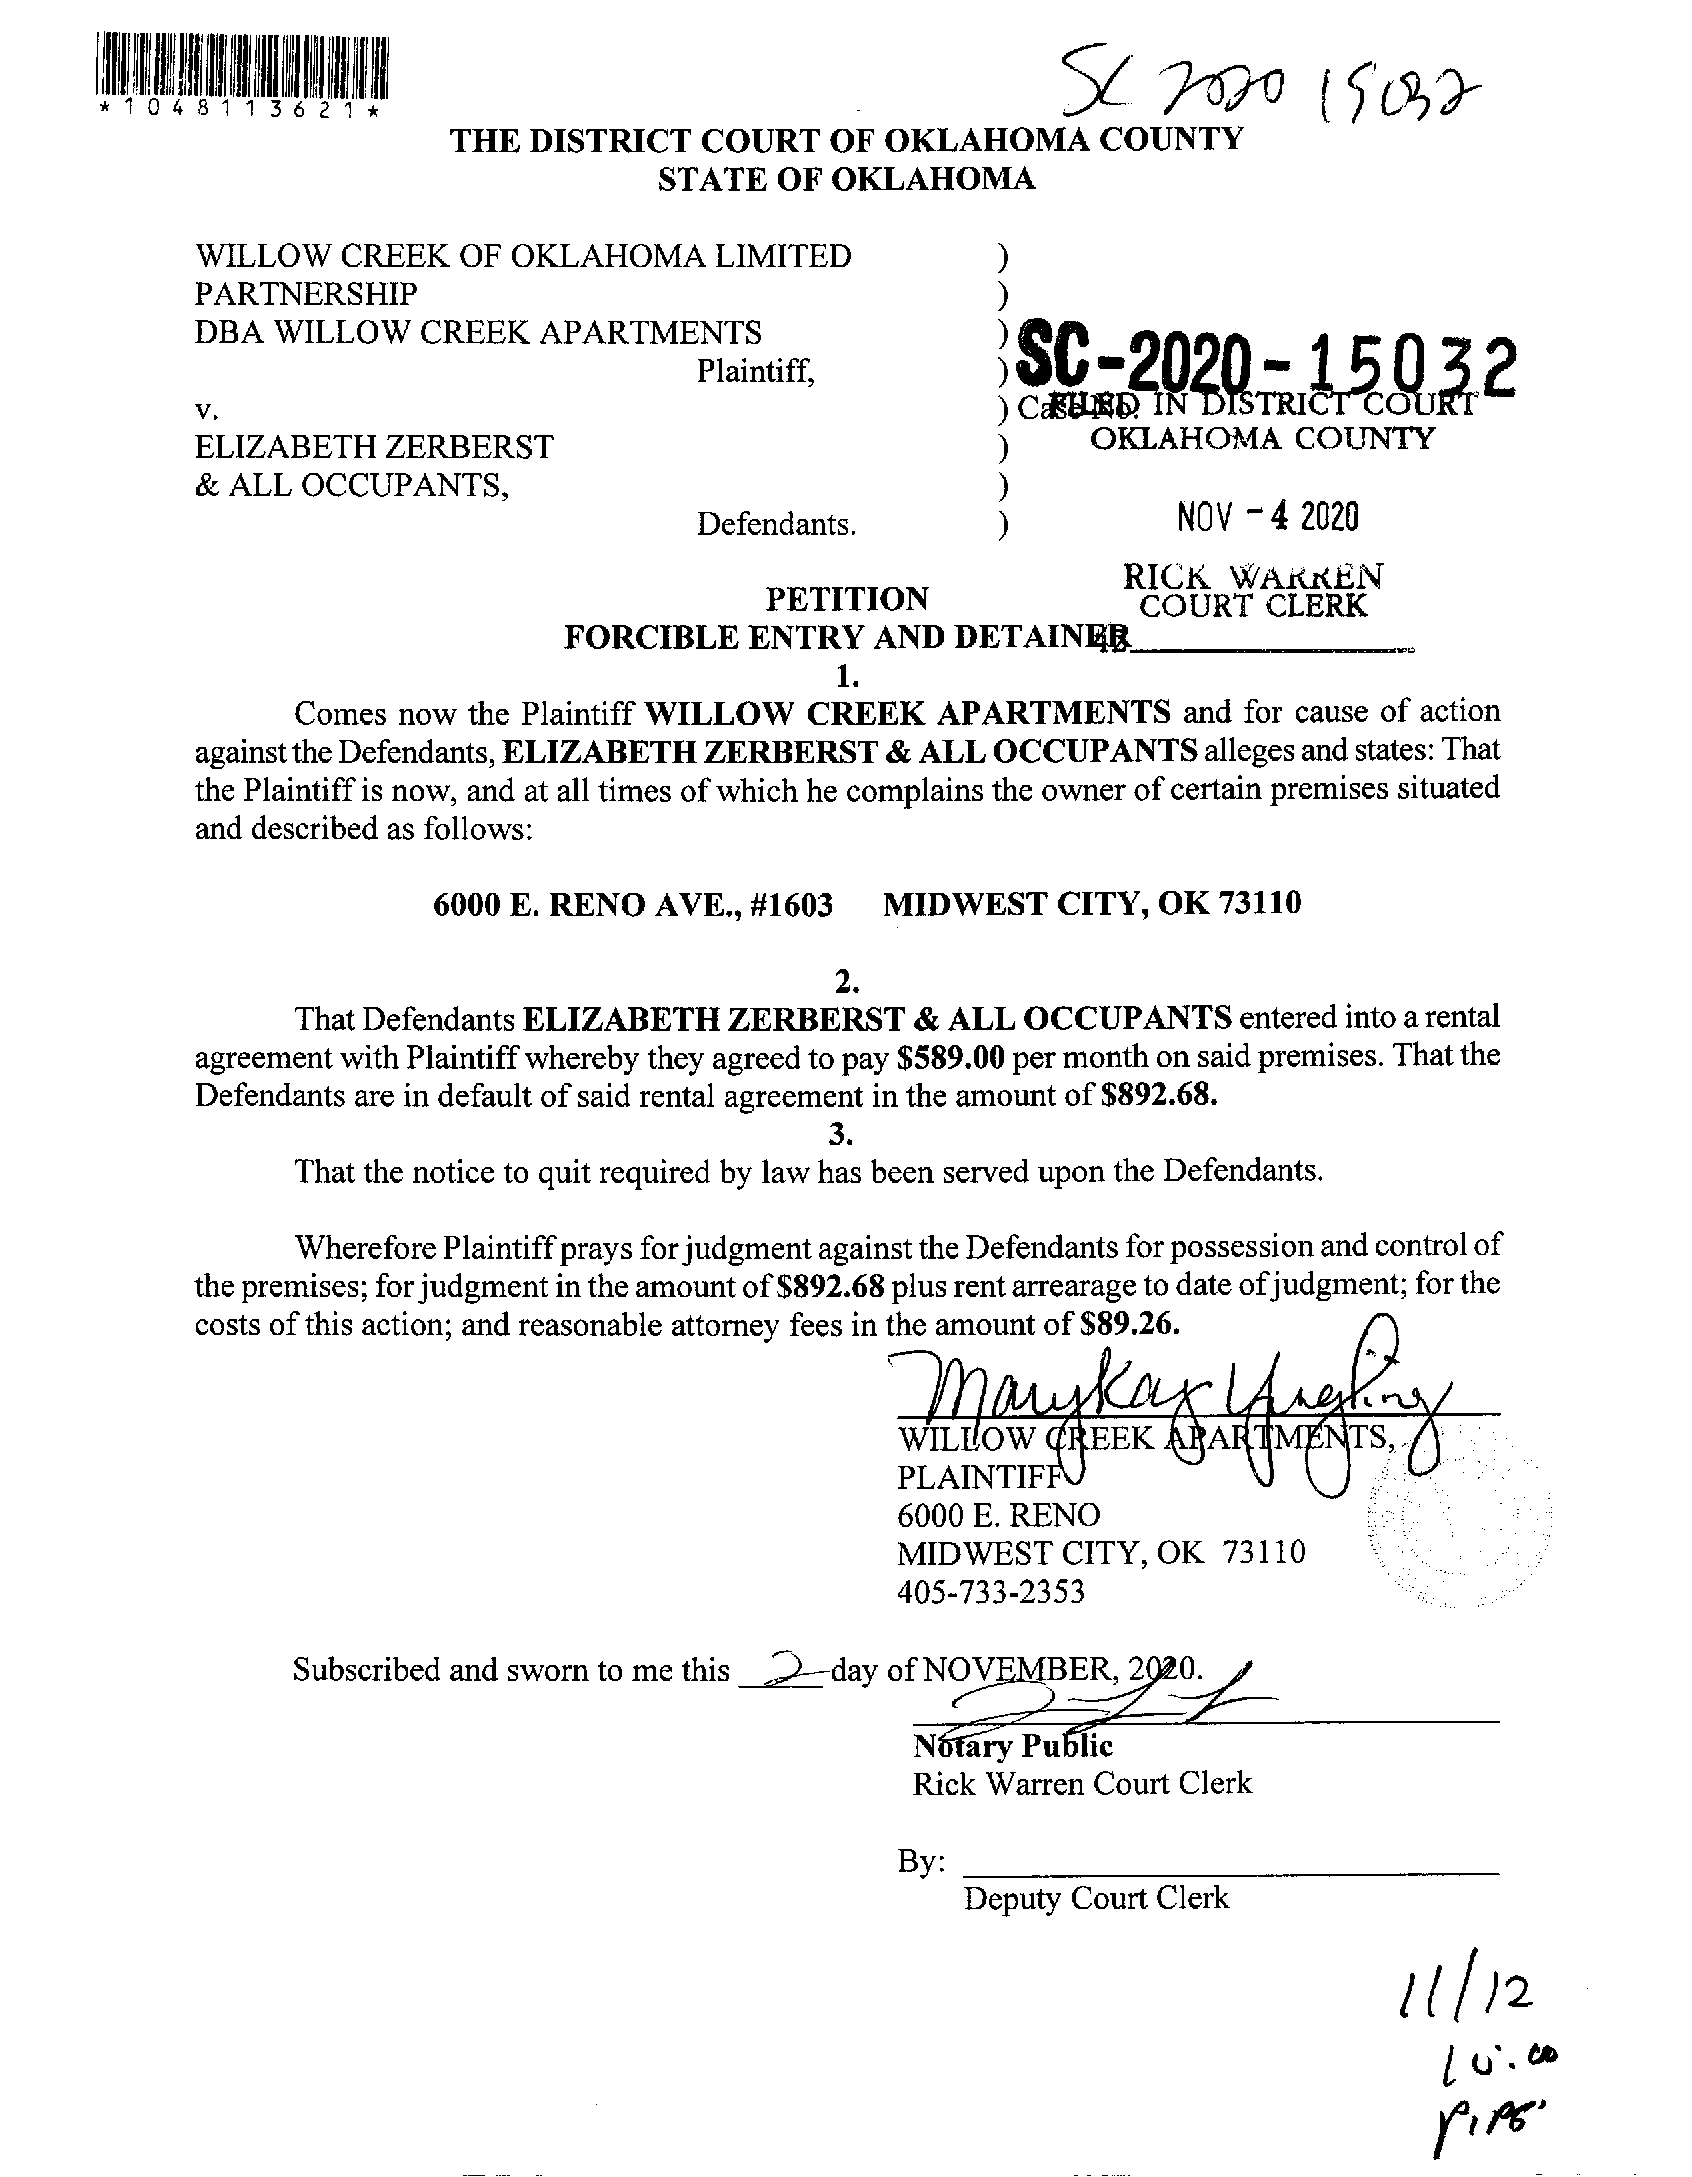 *1048113621*
SC 2020 15032
THE DISTRICT COURT OF OKLAHOMA COUNTY
STATE OF OKLAHOMA
WILLOW CREEK OF OKLAHOMA LIMITED )
PARTNERSHIP )
DBA WILLOW CREEK APARTMENTS )
Plaintiff, ) SC-2020-15032
v. ) Case No.
FILED IN DISTRICT COURT
ELIZABETH ZERBERST ) OKLAHOMA COUNTY
& ALL OCCUPANTS, )
Defendants. ) NOV -4 2020
RICK WARREN
PETITION COURT CLERK
FORCIBLE ENTRY AND DETAINER
1.
Comes now the Plaintiff WILLOW CREEK APARTMENTS and for cause of action
against the Defendants, ELIZABETH ZERBERST & ALL OCCUPANTS alleges and states: That
the Plaintiff is now, and at all times of which he complains the owner of certain premises situated
and described as follows:
6000 E. RENO AVE., #1603 MIDWEST CITY, OK 73110
2.
That Defendants ELIZABETH ZERBERST & ALL OCCUPANTS entered into a rental
agreement with Plaintiff whereby they agreed to pay $589.00 per month on said premises. That the
Defendants are in default of said rental agreement in the amount of $892.68.
3.
That the notice to quit required by law has been served upon the Defendants.
Wherefore Plaintiff prays for judgment against the Defendants for possession and control of
the premises; for judgment in the amount of $892.68 plus rent arrearage to date of judgment; for the
costs of this action; and reasonable attorney fees in the amount of $89.26.
Mary Kay Yingling
WILLOW CREEK APARTMENTS,
PLAINTIFF
6000 E. RENO
MIDWEST CITY, OK 73110
405-733-2353
Subscribed and sworn to me this 2 day of NOVEMBER, 2020.
Notary Public
Rick Warren Court Clerk
By:
Deputy Court Clerk
11/12